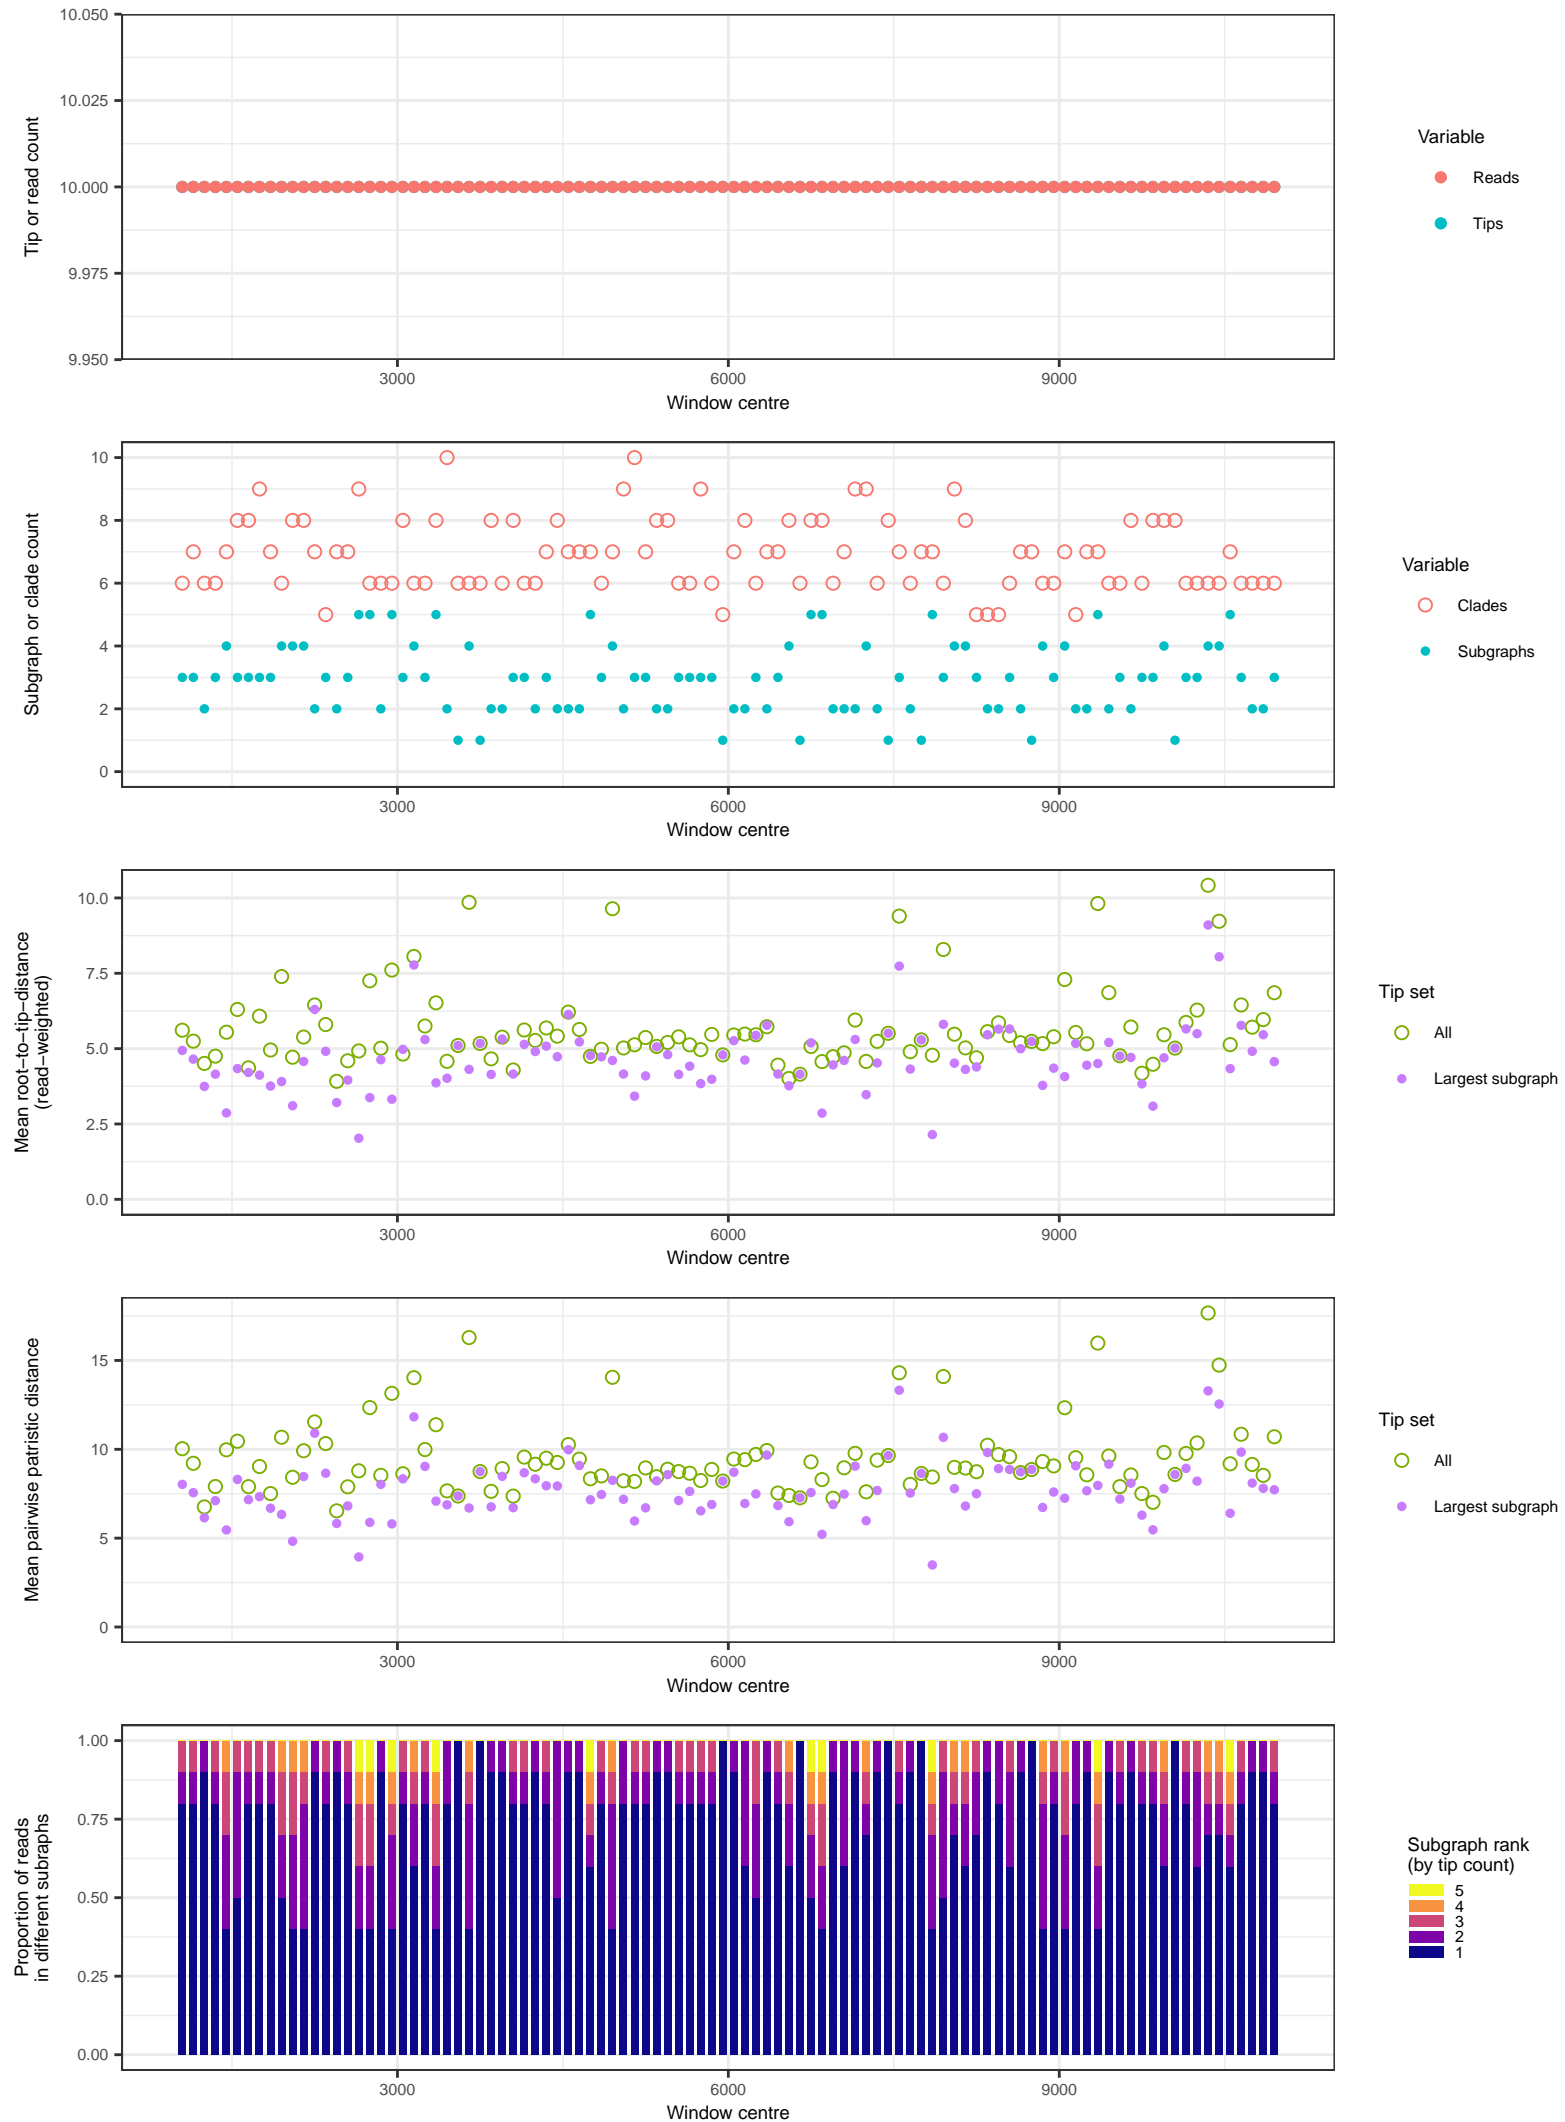 10.050
10.025
10.000
9.975
9.950
Tip or read count
3000
6000
9000
Window centre
Variable
Reads
Tips
10
8
6
4
2
0
Subgraph or clade count
3000
6000
9000
Window centre
Variable
Clades
Subgraphs
10.0
7.5
5.0
2.5
0.0
Mean root−to−tip−distance
(read−weighted)
3000
6000
9000
Window centre
Tip set
All
Largest subgraph
15
10
5
0
Mean pairwise patristic distance
3000
6000
9000
Window centre
Tip set
All
Largest subgraph
1.00
0.75
0.50
0.25
0.00
Proportion of reads
in different subraphs
3000
6000
9000
Window centre
Subgraph rank
(by tip count)
5
4
3
2
1